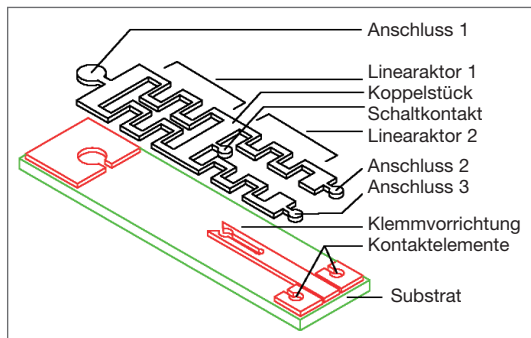 Anschluss 1
Linearaktor 1
Koppelstück
Schaltkontakt
Linearaktor 2
Anschluss 2
Anschluss 3
Klemmvorrichtung
Kontaktelemente
Substrat